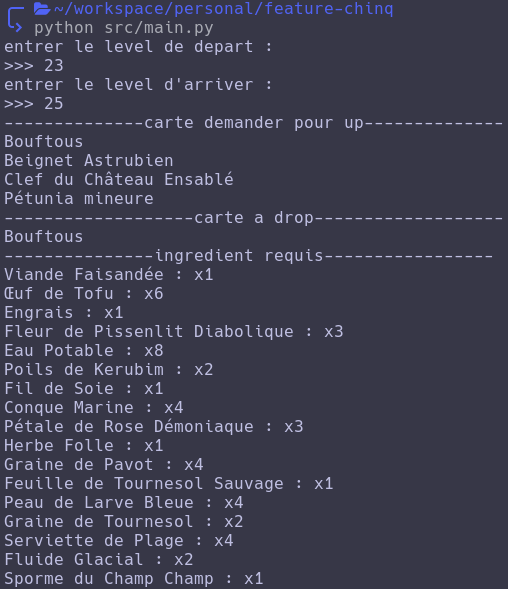 ~/workspace/personal/feature-chinq
python src/main.py
entrer le level de depart :
>>> 23
entrer le level d'arriver :
>>> 25
--------------carte demander pour up--------------
Bouftous
Beignet Astrubien
Clef du Château Ensablé
Pétunia mineure
-------------------carte a drop-------------------
Bouftous
---------------ingredient requis-----------------
Viande Faisandée : x1
Œuf de Tofu : x6
Engrais : x1
Fleur de Pissenlit Diabolique : x3
Eau Potable : x8
Poils de Kerubim : x2
Fil de Soie : x1
Conque Marine : x4
Pétale de Rose Démoniaque : x3
Herbe Folle : x1
Graine de Pavot : x4
Feuille de Tournesol Sauvage : x1
Peau de Larve Bleue : x4
Graine de Tournesol : x2
Serviette de Plage : x4
Fluide Glacial : x2
Sporme du Champ Champ : x1